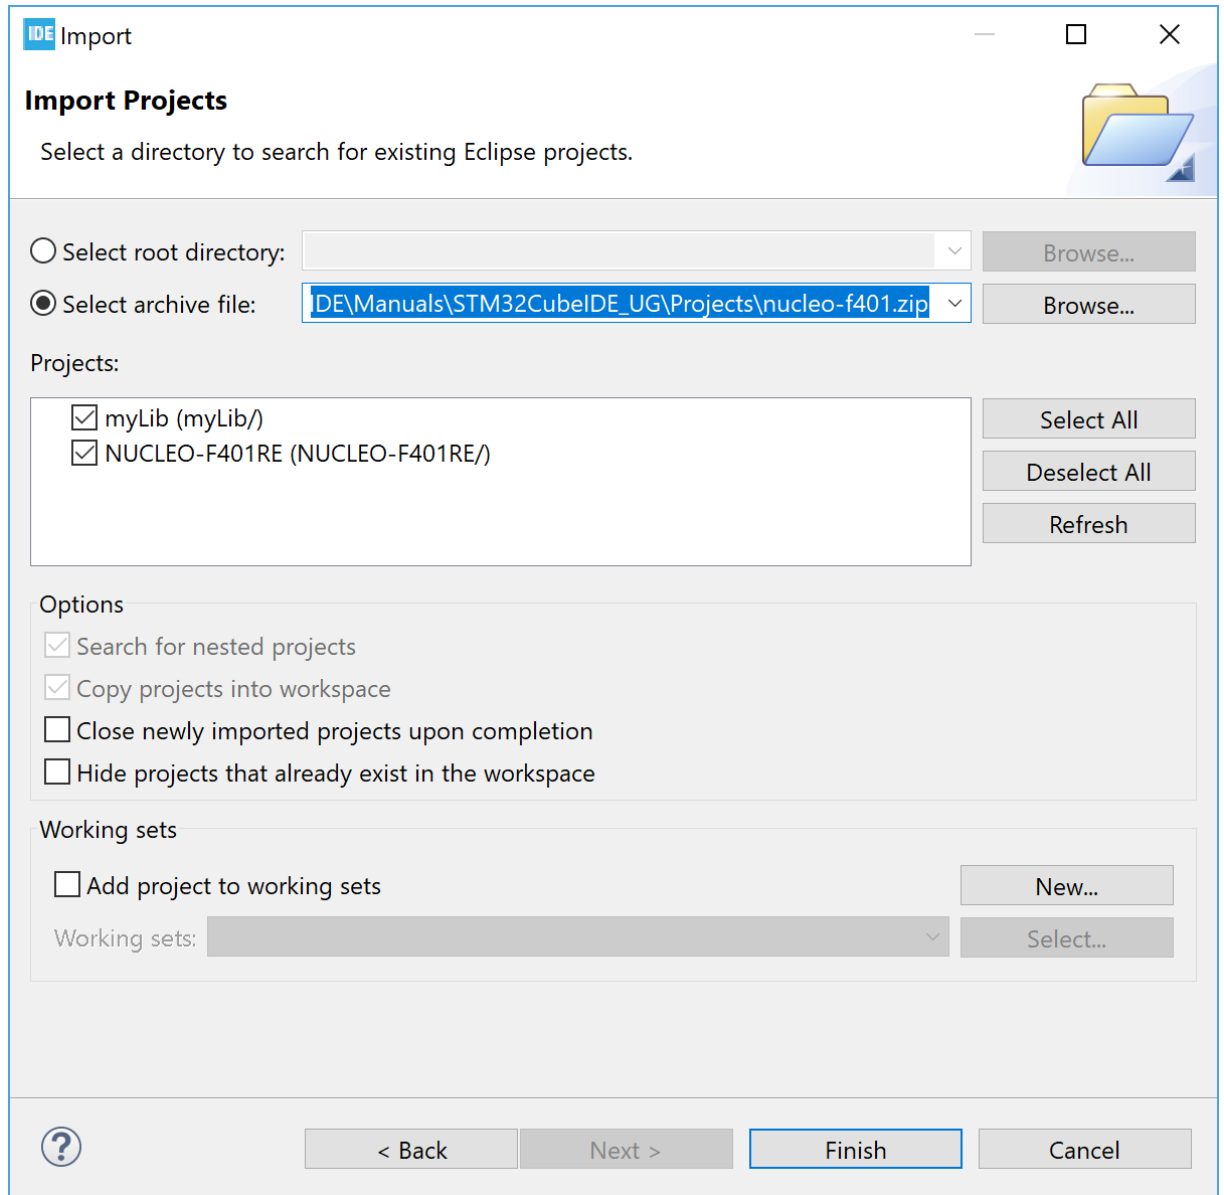 IDE Import
Import Projects
Select a directory to search for existing Eclipse projects.
Select root directory: Browse...
Select archive file: IDE\Manuals\STM32CubeIDE_UG\Projects\nucleo-f401.zip Browse...
Projects:
myLib (myLib/) Select All
NUCLEO-F401RE (NUCLEO-F401RE/)
Deselect All
Refresh
Options
Search for nested projects
Copy projects into workspace
Close newly imported projects upon completion
Hide projects that already exist in the workspace
Working sets
Add project to working sets New...
Working sets: Select...
? < Back Next > Finish Cancel